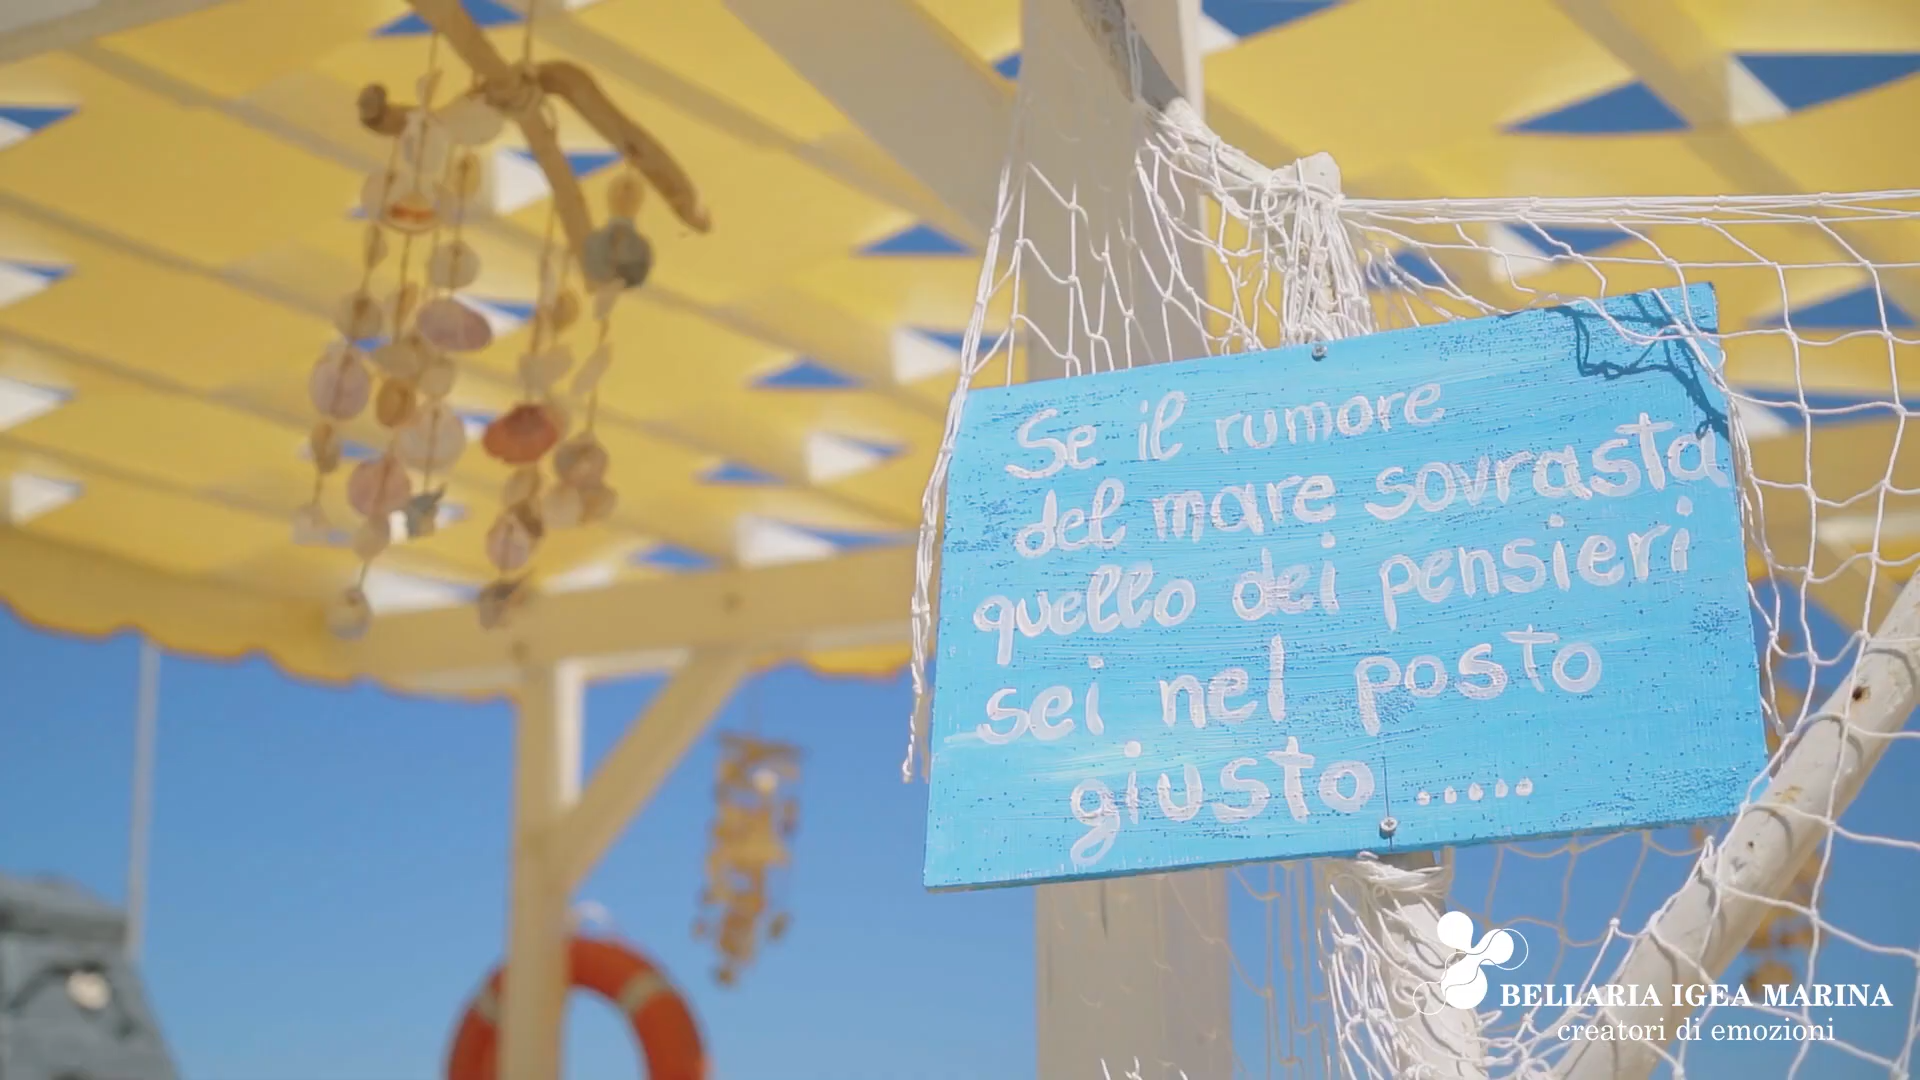 Se il rumore
del mare sovrasta
quello dei pensieri
sei nel posto
giusto.....
BELLARIA IGEA MARINA
creatori di emozioni